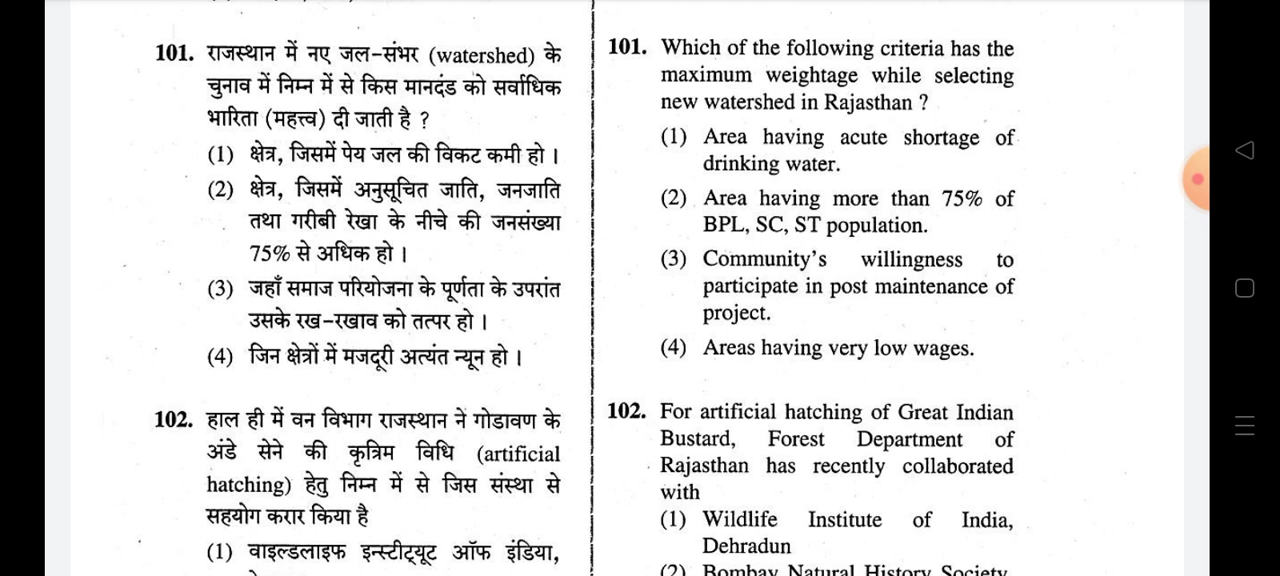 101. राजस्थान में नए जल-संभर (watershed) के
चुनाव में निम्न में से किस मानदंड को सर्वाधिक
भारिता (महत्त्व) दी जाती है ?
(1) क्षेत्र, जिसमें पेय जल की विकट कमी हो ।
(2) क्षेत्र, जिसमें अनुसूचित जाति, जनजाति
तथा गरीबी रेखा के नीचे की जनसंख्या
75% से अधिक हो ।
(3) जहाँ समाज परियोजना के पूर्णता के उपरांत
उसके रख-रखाव को तत्पर हो ।
(4) जिन क्षेत्रों में मजदूरी अत्यंत न्यून हो ।
102. हाल ही में वन विभाग राजस्थान ने गोडावण के
अंडे सेने की कृत्रिम विधि (artificial
hatching) हेतु निम्न में से जिस संस्था से
सहयोग करार किया है
(1) वाइल्डलाइफ इन्स्टीट्यूट ऑफ इंडिया,
101. Which of the following criteria has the
maximum weightage while selecting
new watershed in Rajasthan ?
(1) Area having acute shortage of
drinking water.
(2) Area having more than 75% of
BPL, SC, ST population.
(3) Community's willingness to
participate in post maintenance of
project.
(4) Areas having very low wages.
102. For artificial hatching of Great Indian
Bustard, Forest Department of
Rajasthan has recently collaborated
with
(1) Wildlife Institute of India,
Dehradun
(2) Bombay Natural History Society,